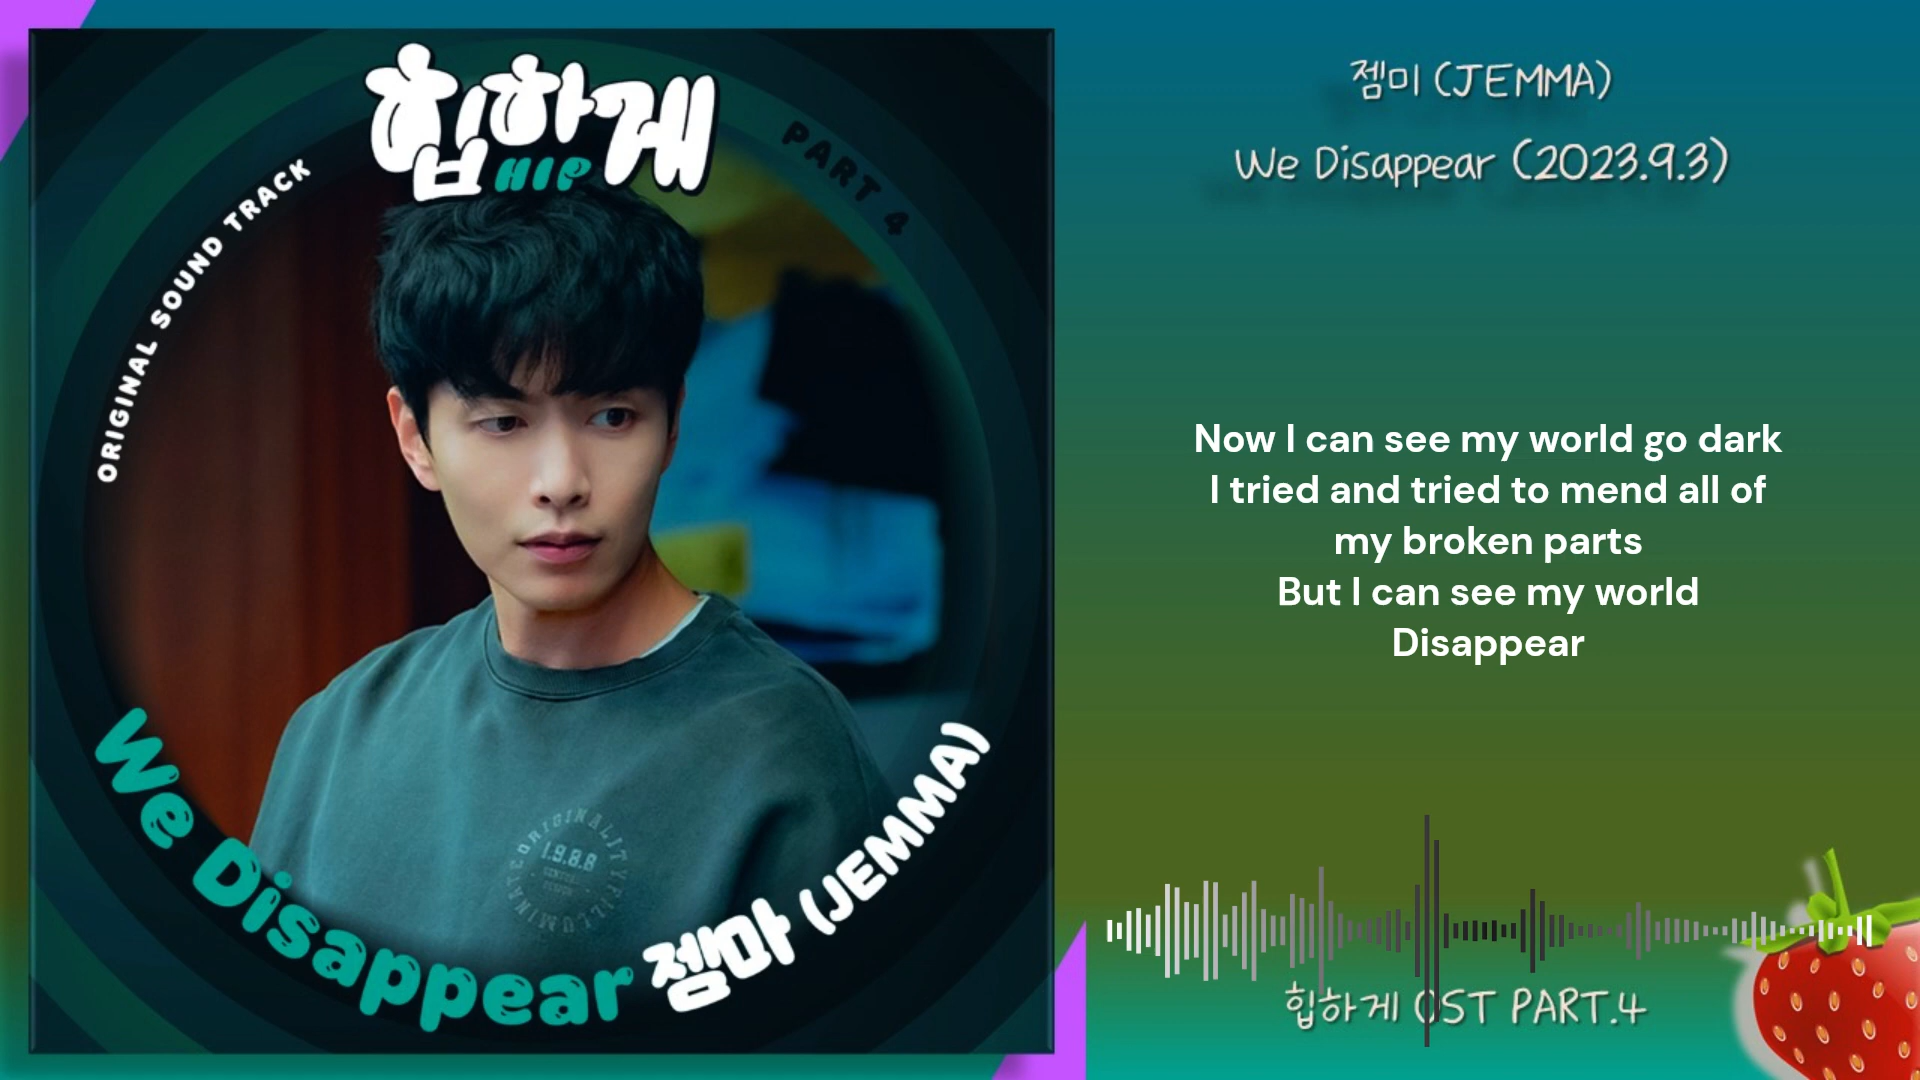 힙하게
HIP
PART 4
ORIGINAL SOUND TRACK
We Disappear 젬마 (JEMMA)
ORIGINALITY
1.9.8.8
젬미 (JEMMA)
We Disappear (2023.9.3)
Now I can see my world go dark
I tried and tried to mend all of
my broken parts
But I can see my world
Disappear
힙하게 OST PART.4